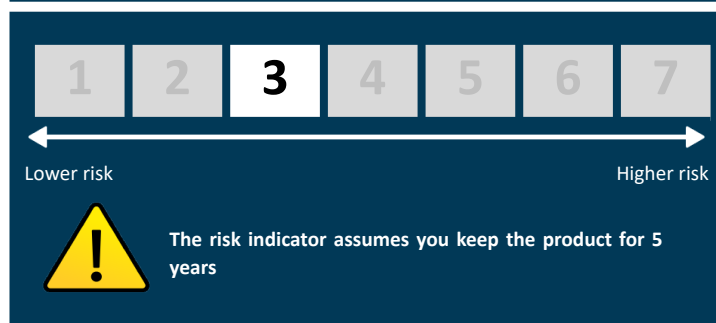 1 2 3 4 5 6 7
Lower risk Higher risk
The risk indicator assumes you keep the product for 5
years